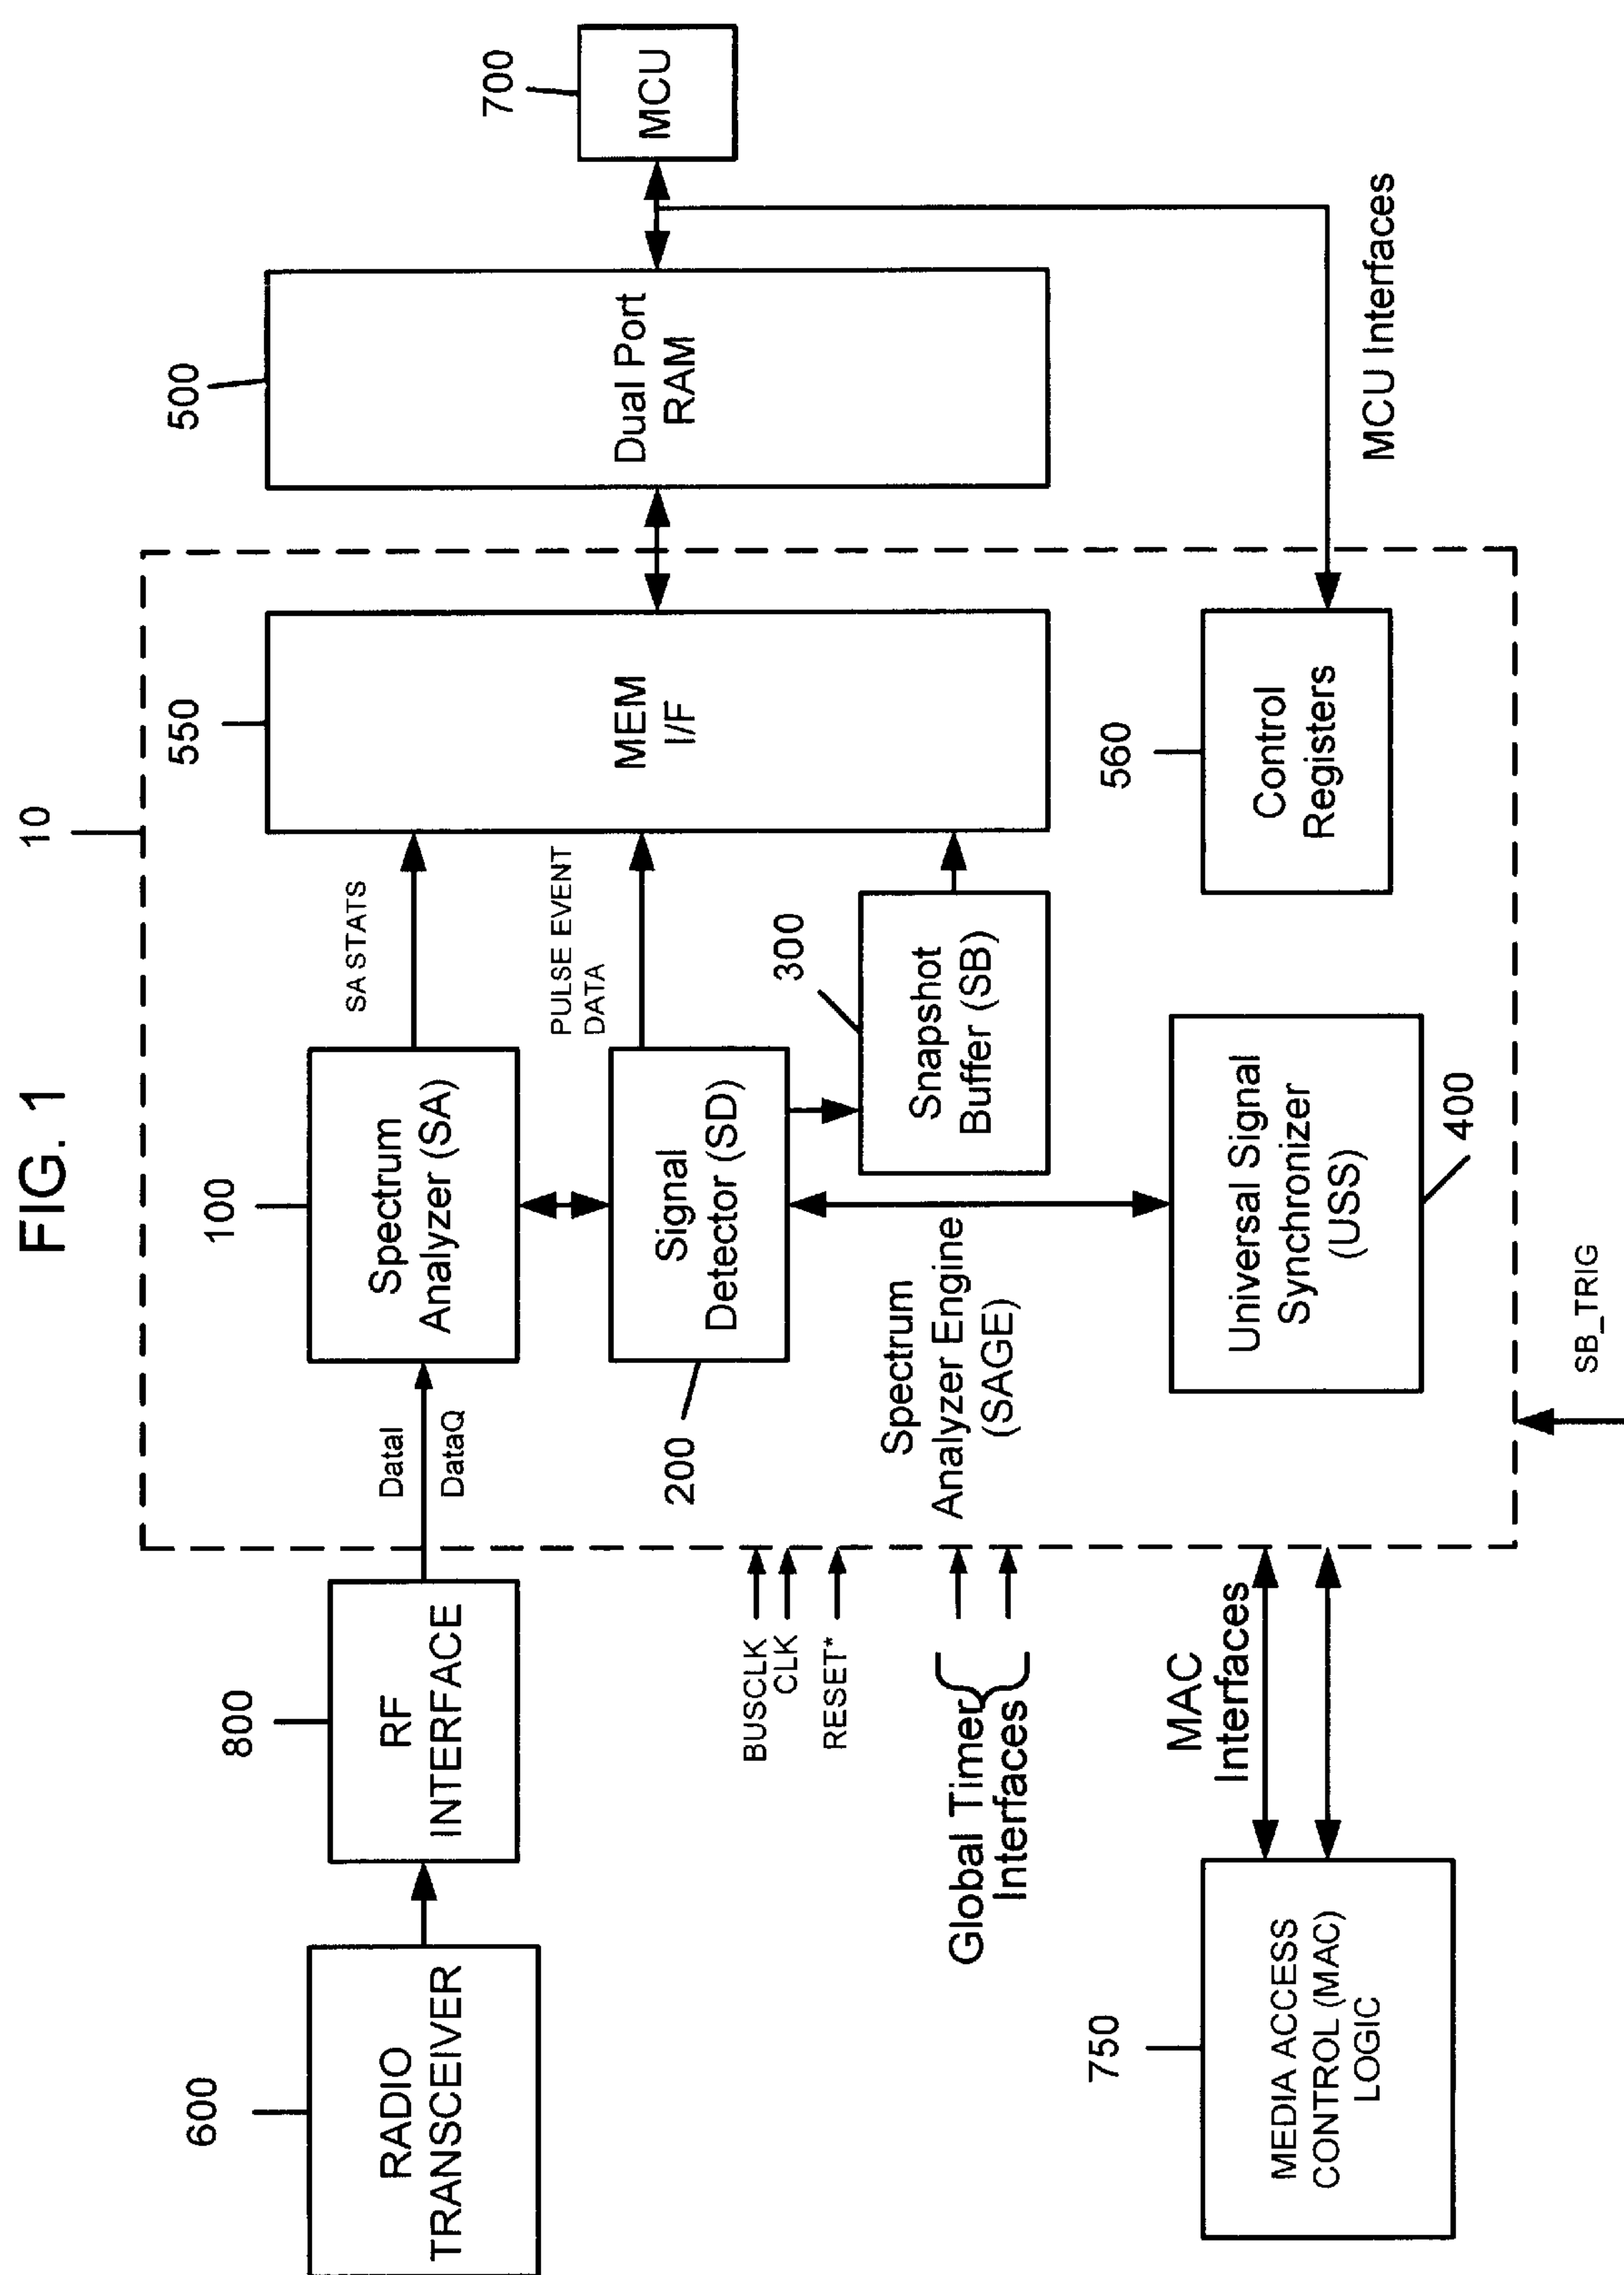 FIG. 1
10
600
RADIO
TRANSCEIVER
800
RF
INTERFACE
DataI
DataQ
100
Spectrum
Analyzer (SA)
SA STATS
550
MEM
I/F
500
Dual Port
RAM
700
MCU
200
Signal
Detector (SD)
PULSE EVENT
DATA
300
Snapshot
Buffer (SB)
BUSCLK
CLK
RESET*
Spectrum
Analyzer Engine
(SAGE)
Global Timer
Interfaces
560
Control
Registers
MCU Interfaces
750
MEDIA ACCESS
CONTROL (MAC)
LOGIC
MAC
Interfaces
Universal Signal
Synchronizer
(USS)
400
SB_TRIG